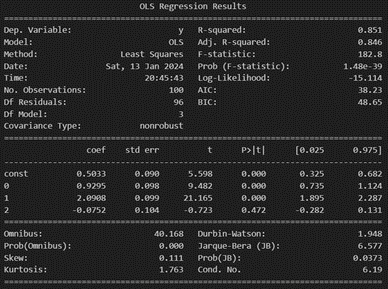 OLS Regression Results
==============================================================================
Dep. Variable: y R-squared: 0.851
Model: OLS Adj. R-squared: 0.846
Method: Least Squares F-statistic: 182.8
Date: Sat, 13 Jan 2024 Prob (F-statistic): 1.48e-39
Time: 20:45:43 Log-Likelihood: -15.114
No. Observations: 100 AIC: 38.23
Df Residuals: 96 BIC: 48.65
Df Model: 3
Covariance Type: nonrobust
==============================================================================
coef std err t P>|t| [0.025 0.975]
------------------------------------------------------------------------------
const 0.5033 0.090 5.598 0.000 0.325 0.682
0 0.9295 0.098 9.482 0.000 0.735 1.124
1 2.0908 0.099 21.165 0.000 1.895 2.287
2 -0.0752 0.104 -0.723 0.472 -0.282 0.131
==============================================================================
Omnibus: 40.168 Durbin-Watson: 1.948
Prob(Omnibus): 0.000 Jarque-Bera (JB): 6.577
Skew: 0.111 Prob(JB): 0.0373
Kurtosis: 1.763 Cond. No. 6.19
==============================================================================